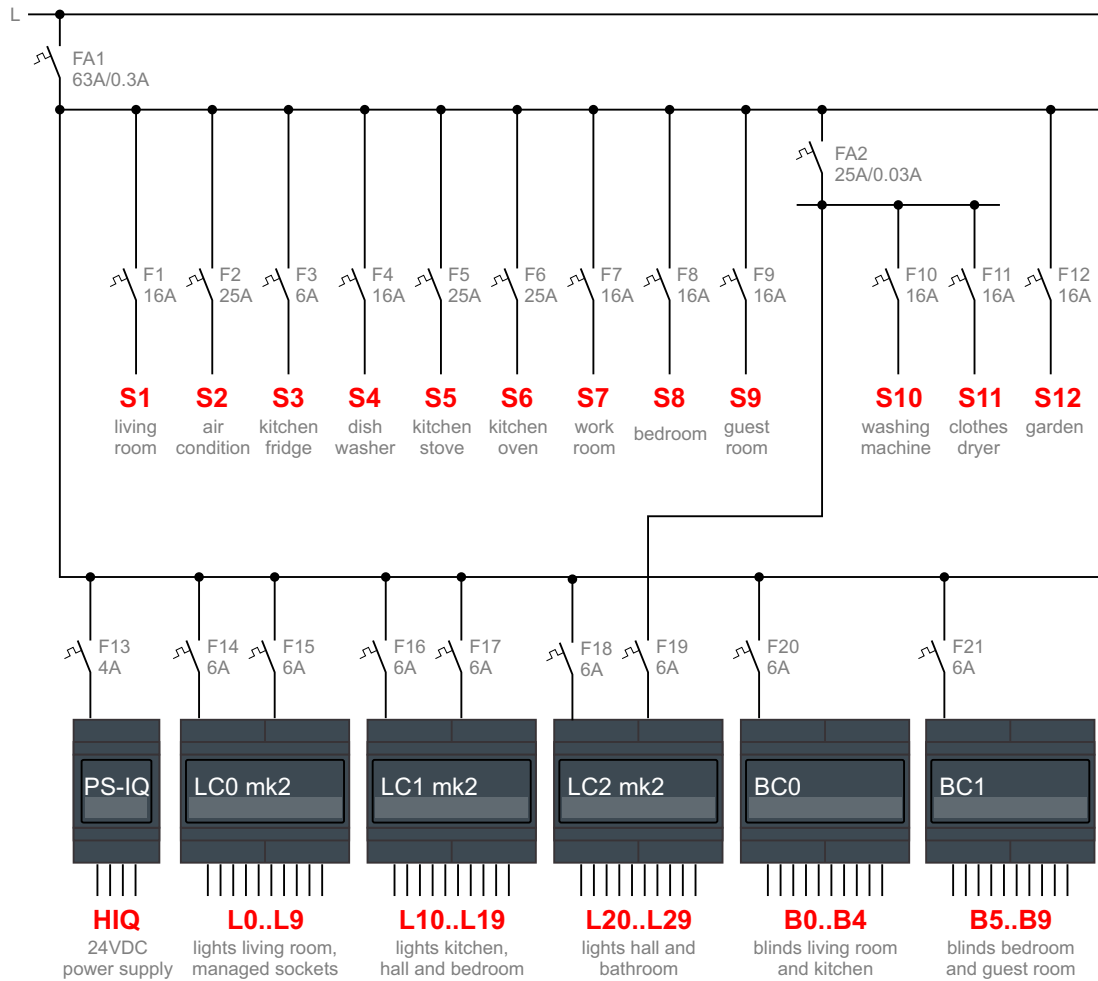 L
FA1
63A/0.3A
FA2
25A/0.03A
F1
16A
F2
25A
F3
6A
F4
16A
F5
25A
F6
25A
F7
16A
F8
16A
F9
16A
F10
16A
F11
16A
F12
16A
S1
living
room
S2
air
condition
S3
kitchen
fridge
S4
dish
washer
S5
kitchen
stove
S6
kitchen
oven
S7
work
room
S8
bedroom
S9
guest
room
S10
washing
machine
S11
clothes
dryer
S12
garden
F13
4A
F14
6A
F15
6A
F16
6A
F17
6A
F18
6A
F19
6A
F20
6A
F21
6A
PS-IQ
LC0 mk2
LC1 mk2
LC2 mk2
BC0
BC1
HIQ
24VDC
power supply
L0..L9
lights living room,
managed sockets
L10..L19
lights kitchen,
hall and bedroom
L20..L29
lights hall and
bathroom
B0..B4
blinds living room
and kitchen
B5..B9
blinds bedroom
and guest room